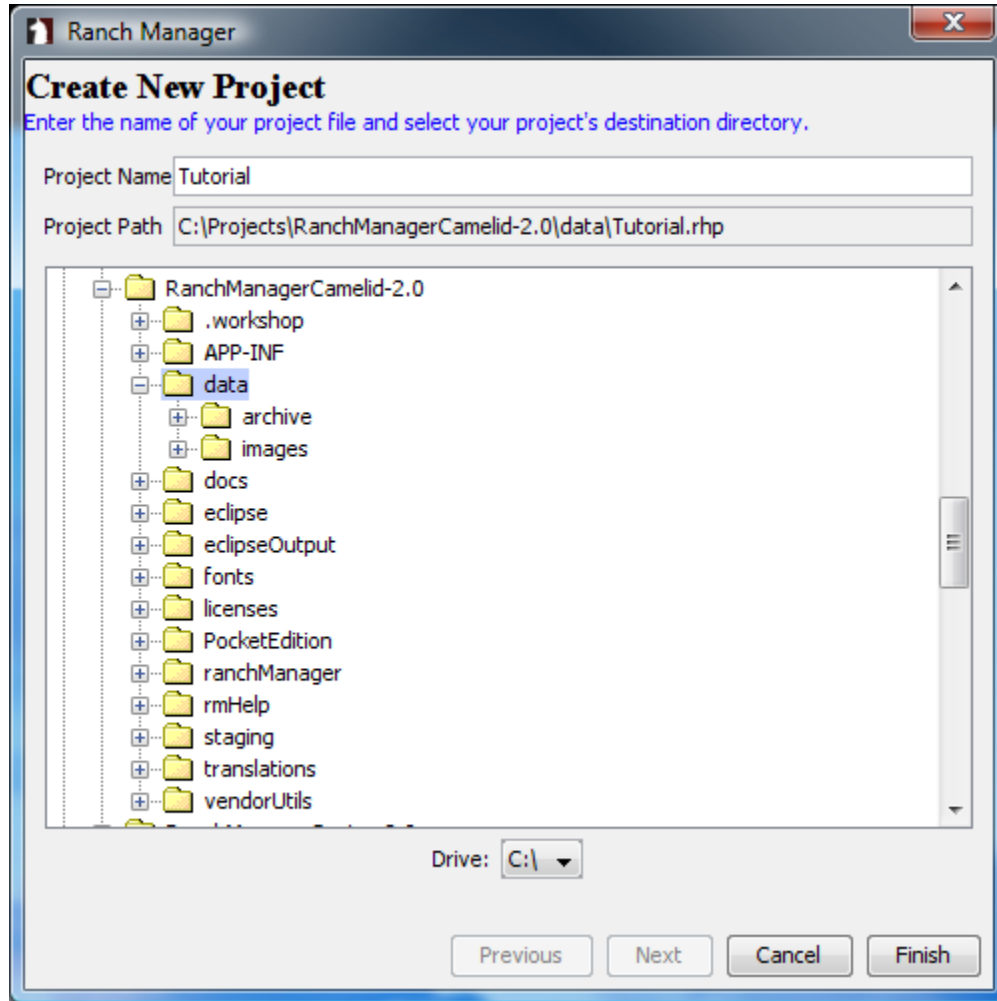 Ranch Manager
Create New Project
Enter the name of your project file and select your project's destination directory.
Project Name Tutorial
Project Path C:\Projects\RanchManagerCamelid-2.0\data\Tutorial.rhp
RanchManagerCamelid-2.0
.workshop
APP-INF
data
archive
images
docs
eclipse
eclipseOutput
fonts
licenses
PocketEdition
ranchManager
rmHelp
staging
translations
vendorUtils
Drive: C:\
Previous Next Cancel Finish